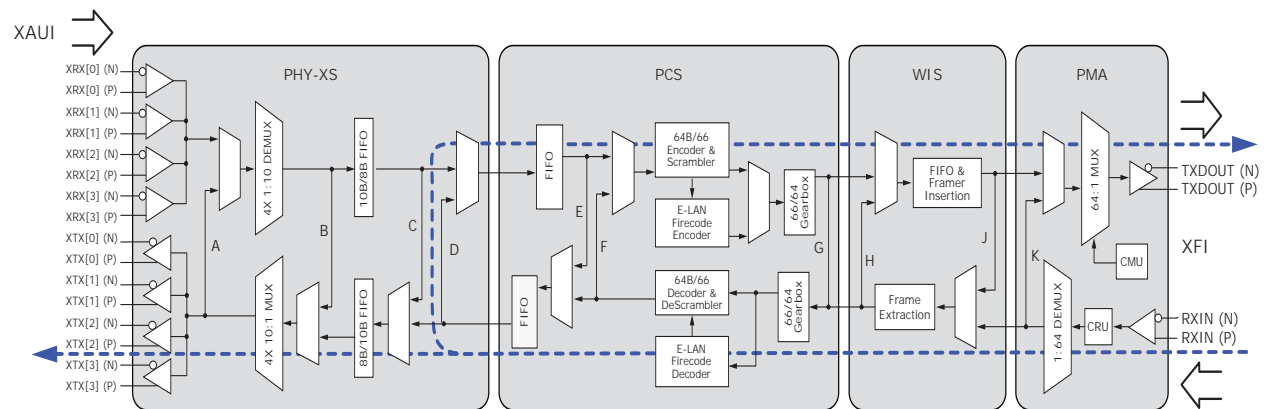 XAUI
PHY-XS
PCS
WIS
PMA
XRX[0] (N)
XRX[0] (P)
XRX[1] (N)
XRX[1] (P)
XRX[2] (N)
XRX[2] (P)
XRX[3] (N)
XRX[3] (P)
XTX[0] (N)
XTX[0] (P)
XTX[1] (N)
XTX[1] (P)
XTX[2] (N)
XTX[2] (P)
XTX[3] (N)
XTX[3] (P)
A
4X 1:10 DEMUX
4X 10:1 MUX
B
10B/8B FIFO
8B/10B FIFO
C
D
FIFO
FIFO
E
F
64B/66
Encoder &
Scrambler
E-LAN
Firecode
Encoder
64B/66
Decoder &
DeScrambler
E-LAN
Firecode
Decoder
66/64
Gearbox
66/64
Gearbox
G
H
FIFO &
Framer
Insertion
Frame
Extraction
J
K
64:1 MUX
1:64 DEMUX
CMU
CRU
TXDOUT (N)
TXDOUT (P)
XFI
RXIN (N)
RXIN (P)